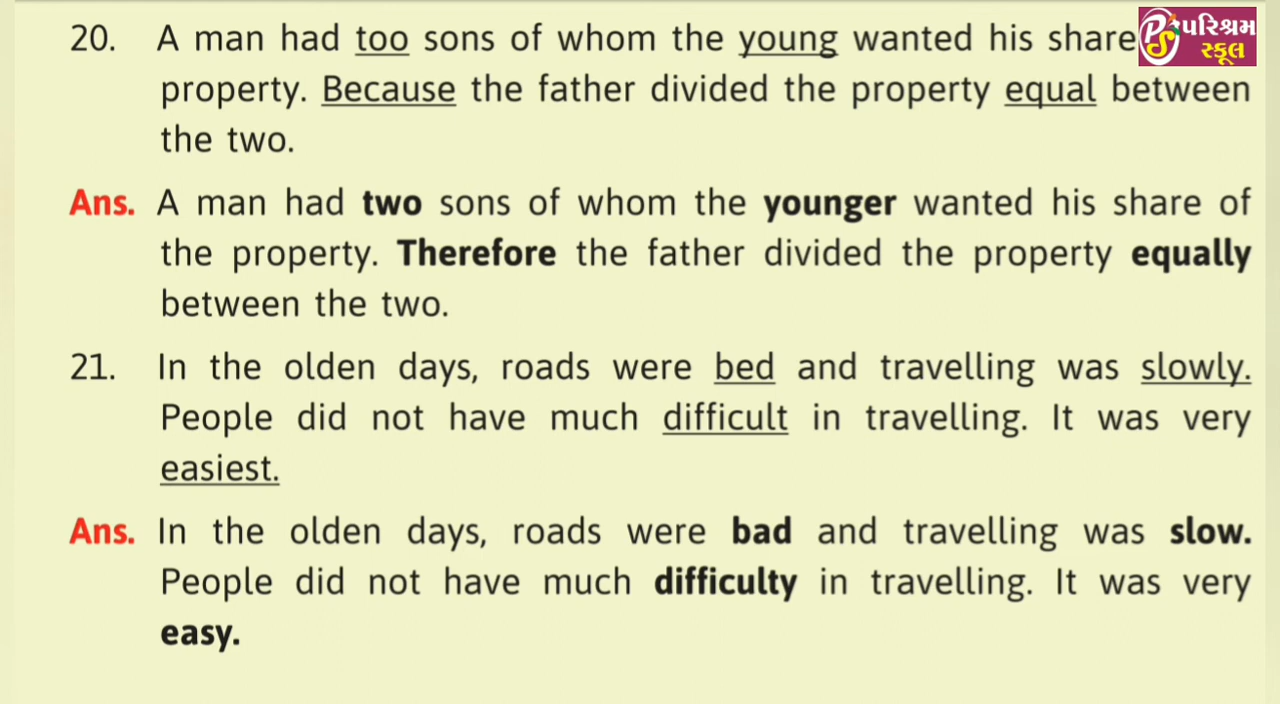 20. A man had too sons of whom the young wanted his share
property. Because the father divided the property equal between
the two.
Ans. A man had two sons of whom the younger wanted his share of
the property. Therefore the father divided the property equally
between the two.
21. In the olden days, roads were bed and travelling was slowly.
People did not have much difficult in travelling. It was very
easiest.
Ans. In the olden days, roads were bad and travelling was slow.
People did not have much difficulty in travelling. It was very
easy.
PS પરિશ્રમ
સ્કૂલ